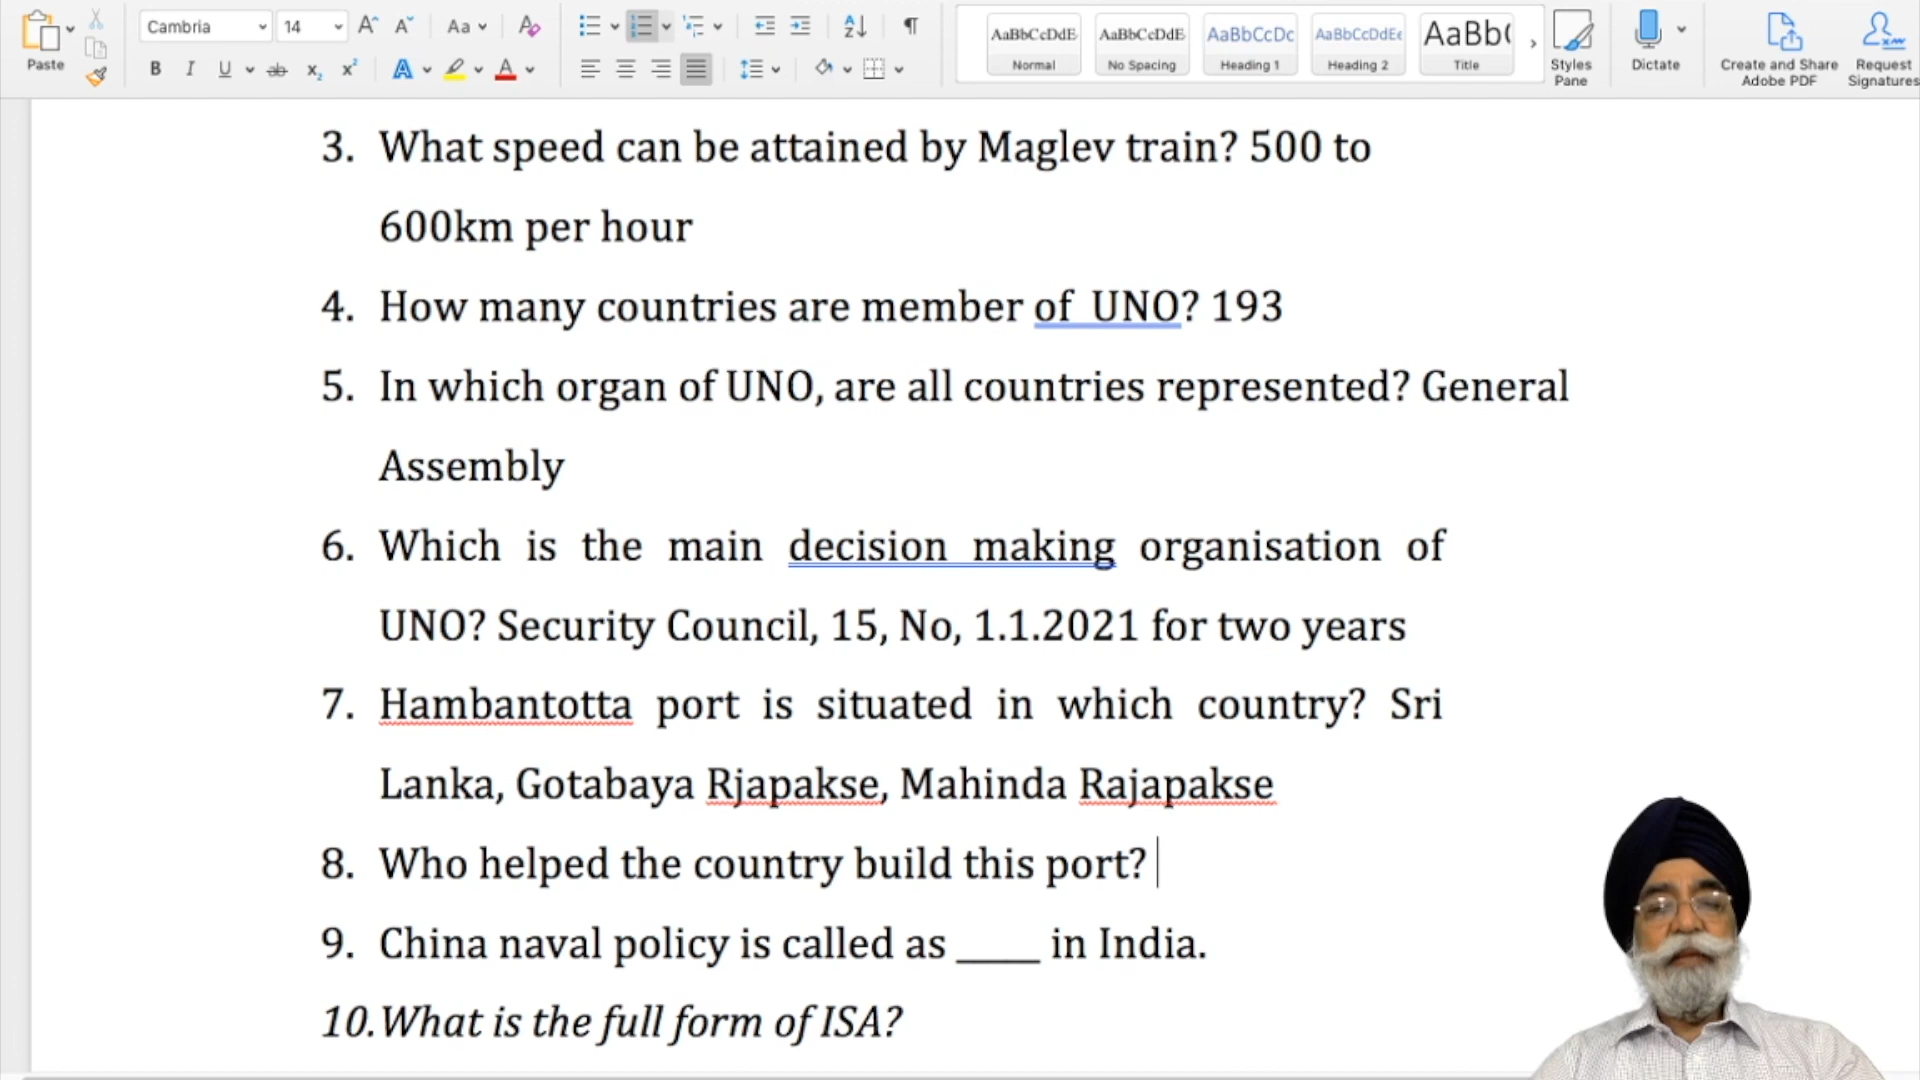 Cambria 14 Aa
Paste
B I U ab x₂ x² A A
AaBbCcDdE AaBbCcDdE AaBbCcDc AaBbCcDdEe AaBb(
Normal No Spacing Heading 1 Heading 2 Title
Styles
Pane
Dictate
Create and Share
Adobe PDF
Request
Signatures
3. What speed can be attained by Maglev train? 500 to
600km per hour
4. How many countries are member of UNO? 193
5. In which organ of UNO, are all countries represented? General
Assembly
6. Which is the main decision making organisation of
UNO? Security Council, 15, No, 1.1.2021 for two years
7. Hambantotta port is situated in which country? Sri
Lanka, Gotabaya Rjapakse, Mahinda Rajapakse
8. Who helped the country build this port?
9. China naval policy is called as _____ in India.
10. What is the full form of ISA?